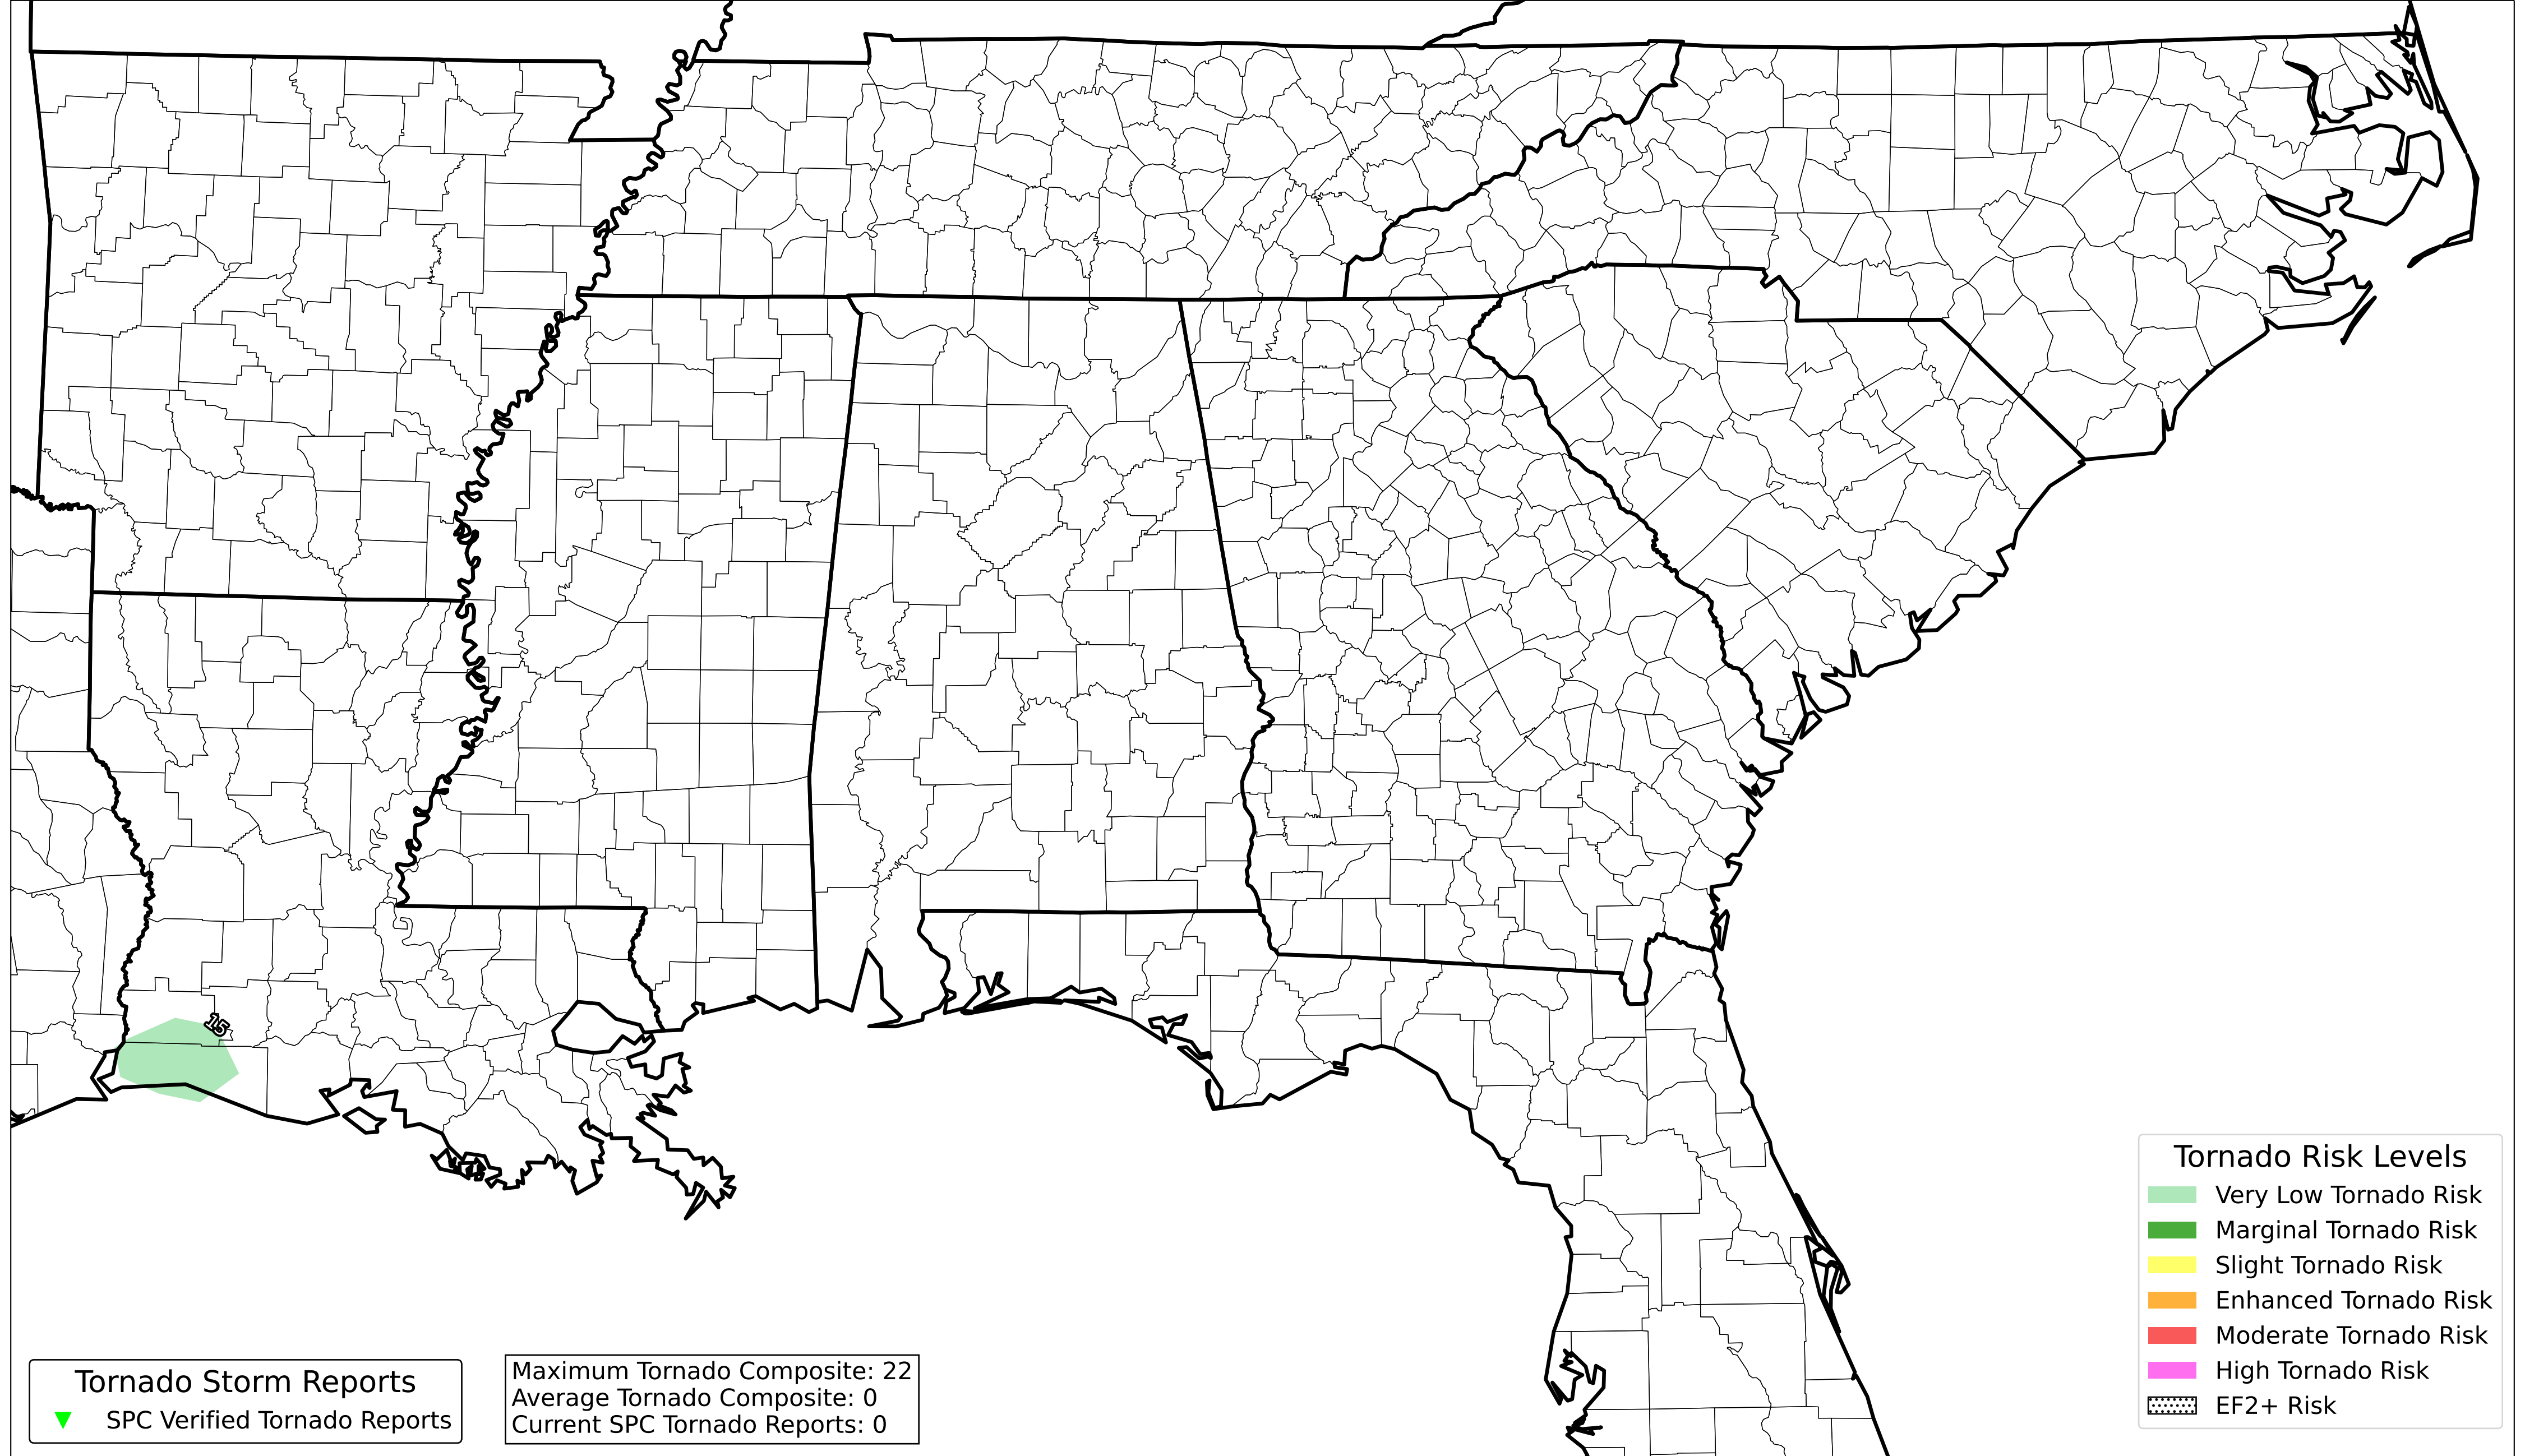 15
Tornado Storm Reports
SPC Verified Tornado Reports
Maximum Tornado Composite: 22
Average Tornado Composite: 0
Current SPC Tornado Reports: 0
Tornado Risk Levels
Very Low Tornado Risk
Marginal Tornado Risk
Slight Tornado Risk
Enhanced Tornado Risk
Moderate Tornado Risk
High Tornado Risk
EF2+ Risk